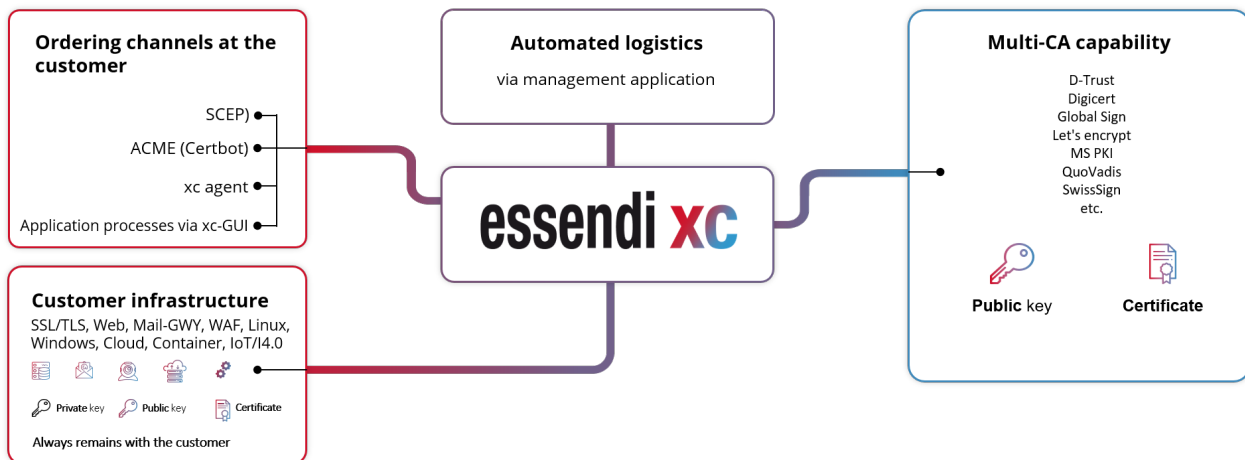 Ordering channels at the
customer
SCEP)
ACME (Certbot)
xc agent
Application processes via xc-GUI
Customer infrastructure
SSL/TLS, Web, Mail-GWY, WAF, Linux,
Windows, Cloud, Container, IoT/I4.0
Private key
Public key
Certificate
Always remains with the customer
Automated logistics
via management application
essendi xc
Multi-CA capability
D-Trust
Digicert
Global Sign
Let's encrypt
MS PKI
QuoVadis
SwissSign
etc.
Public key
Certificate